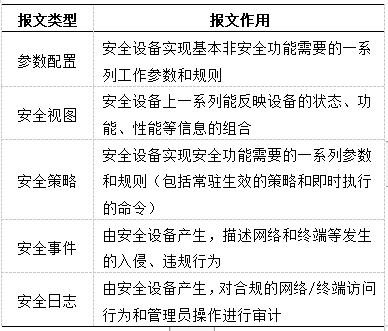 报文类型 报文作用
参数配置 安全设备实现基本非安全功能需要的一系
列工作参数和规则
安全视图 安全设备上一系列能反映设备的状态、功
能、性能等信息的组合
安全策略 安全设备实现安全功能需要的一系列参数
和规则（包括常驻生效的策略和即时执行
的命令）
安全事件 由安全设备产生，描述网络和终端等发生
的入侵、违规行为
安全日志 由安全设备产生，对合规的网络/终端访问
行为和管理员操作进行审计